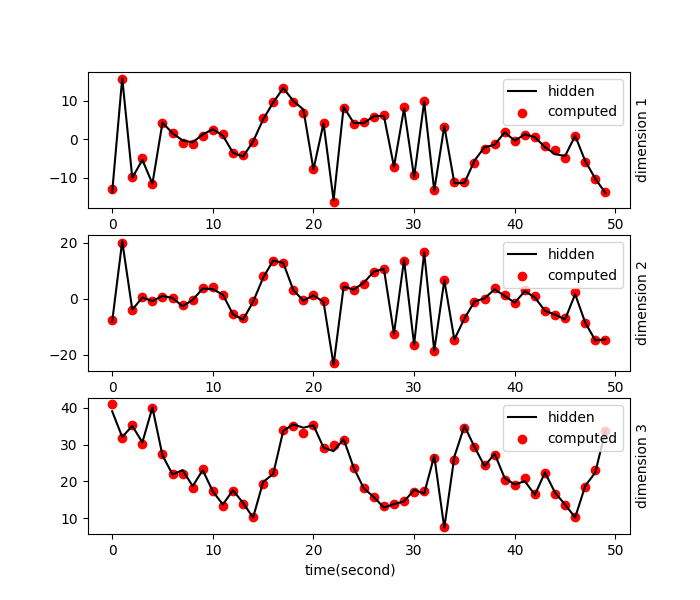 hidden
computed
10
0
−10
dimension 1
0 10 20 30 40 50
hidden
computed
20
0
−20
dimension 2
0 10 20 30 40 50
hidden
computed
40
30
20
10
dimension 3
0 10 20 30 40 50
time(second)